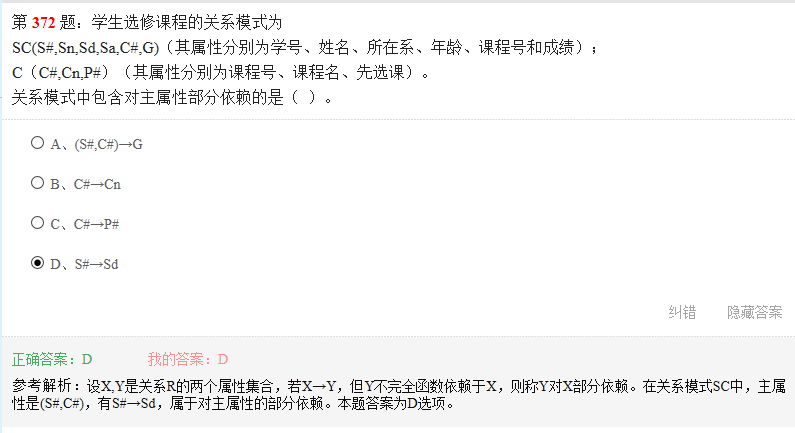 第 372 题：学生选修课程的关系模式为
SC(S#,Sn,Sd,Sa,C#,G)（其属性分别为学号、姓名、所在系、年龄、课程号和成绩）；
C（C#,Cn,P#）（其属性分别为课程号、课程名、先选课）。
关系模式中包含对主属性部分依赖的是（  ）。
A、(S#,C#)→G
B、C#→Cn
C、C#→P#
D、S#→Sd
纠错 隐藏答案
正确答案：D 我的答案：D
参考解析：设X,Y是关系R的两个属性集合，若X→Y，但Y不完全函数依赖于X，则称Y对X部分依赖。在关系模式SC中，主属
性是(S#,C#)，有S#→Sd，属于对主属性的部分依赖。本题答案为D选项。